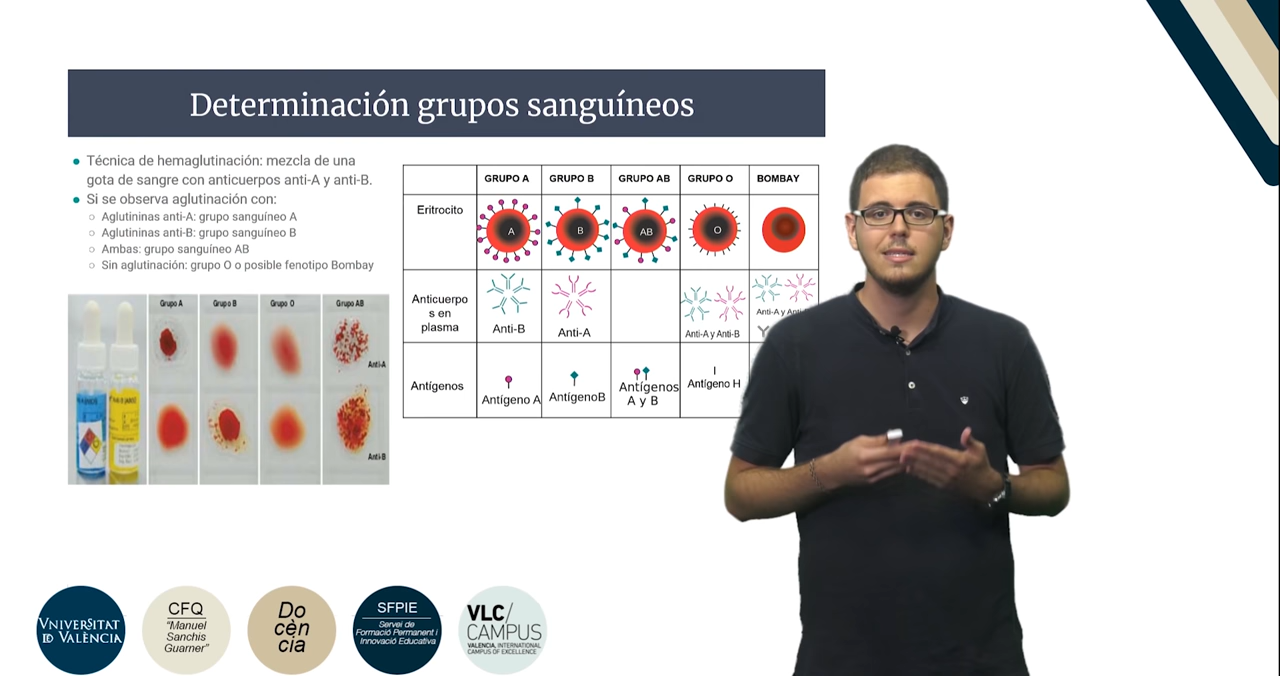 Determinación grupos sanguíneos
Técnica de hemaglutinación: mezcla de una
gota de sangre con anticuerpos anti-A y anti-B.
Si se observa aglutinación con:
Aglutininas anti-A: grupo sanguíneo A
Aglutininas anti-B: grupo sanguíneo B
Ambas: grupo sanguíneo AB
Sin aglutinación: grupo O o posible fenotipo Bombay
Grupo A
Grupo B
Grupo O
Grupo AB
Anti-A
Anti-B
GRUPO A
GRUPO B
GRUPO AB
GRUPO O
BOMBAY
Eritrocito
A
B
AB
O
Anticuerpo
s en
plasma
Anti-B
Anti-A
Anti-A y Anti-B
Anti-A y
Antígenos
Antígeno A
AntígenoB
Antígenos
A y B
Antígeno H
VNIVERSITAT
ID VALÈNCIA
CFQ
"Manuel
Sanchis
Guarner"
Do
cèn
cia
SFPIE
Servei de
Formació Permanent i
Innovació Educativa
VLC/
CAMPUS
VALENCIA, INTERNATIONAL
CAMPUS OF EXCELLENCE